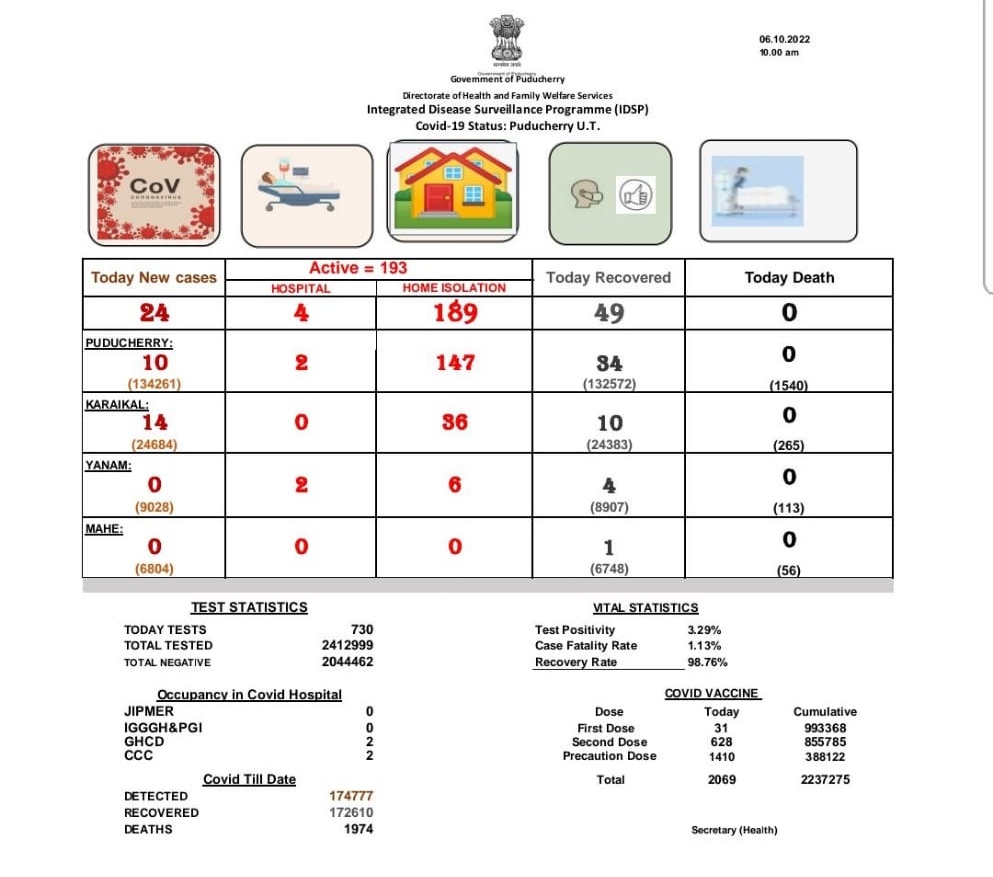 06.10.2022
10.00 am
Government of Puducherry
Directorate of Health and Family Welfare Services
Integrated Disease Surveillance Programme (IDSP)
Covid-19 Status: Puducherry U.T.
CoV
CORONAVIRUS
Today New cases
Active = 193
HOSPITAL
HOME ISOLATION
Today Recovered
Today Death
24 4 189 49 0
PUDUCHERRY:
10 2 147 34 0
(134261) (132572) (1540)
KARAIKAL:
14 0 36 10 0
(24684) (24383) (265)
YANAM:
0 2 6 4 0
(9028) (8907) (113)
MAHE:
0 0 0 1 0
(6804) (6748) (56)
TEST STATISTICS
TODAY TESTS 730
TOTAL TESTED 2412999
TOTAL NEGATIVE 2044462
VITAL STATISTICS
Test Positivity 3.29%
Case Fatality Rate 1.13%
Recovery Rate 98.76%
Occupancy in Covid Hospital
JIPMER 0
IGGGH&PGI 0
GHCD 2
CCC 2
COVID VACCINE
Dose Today Cumulative
First Dose 31 993368
Second Dose 628 855785
Precaution Dose 1410 388122
Total 2069 2237275
Covid Till Date
DETECTED 174777
RECOVERED 172610
DEATHS 1974
Secretary (Health)